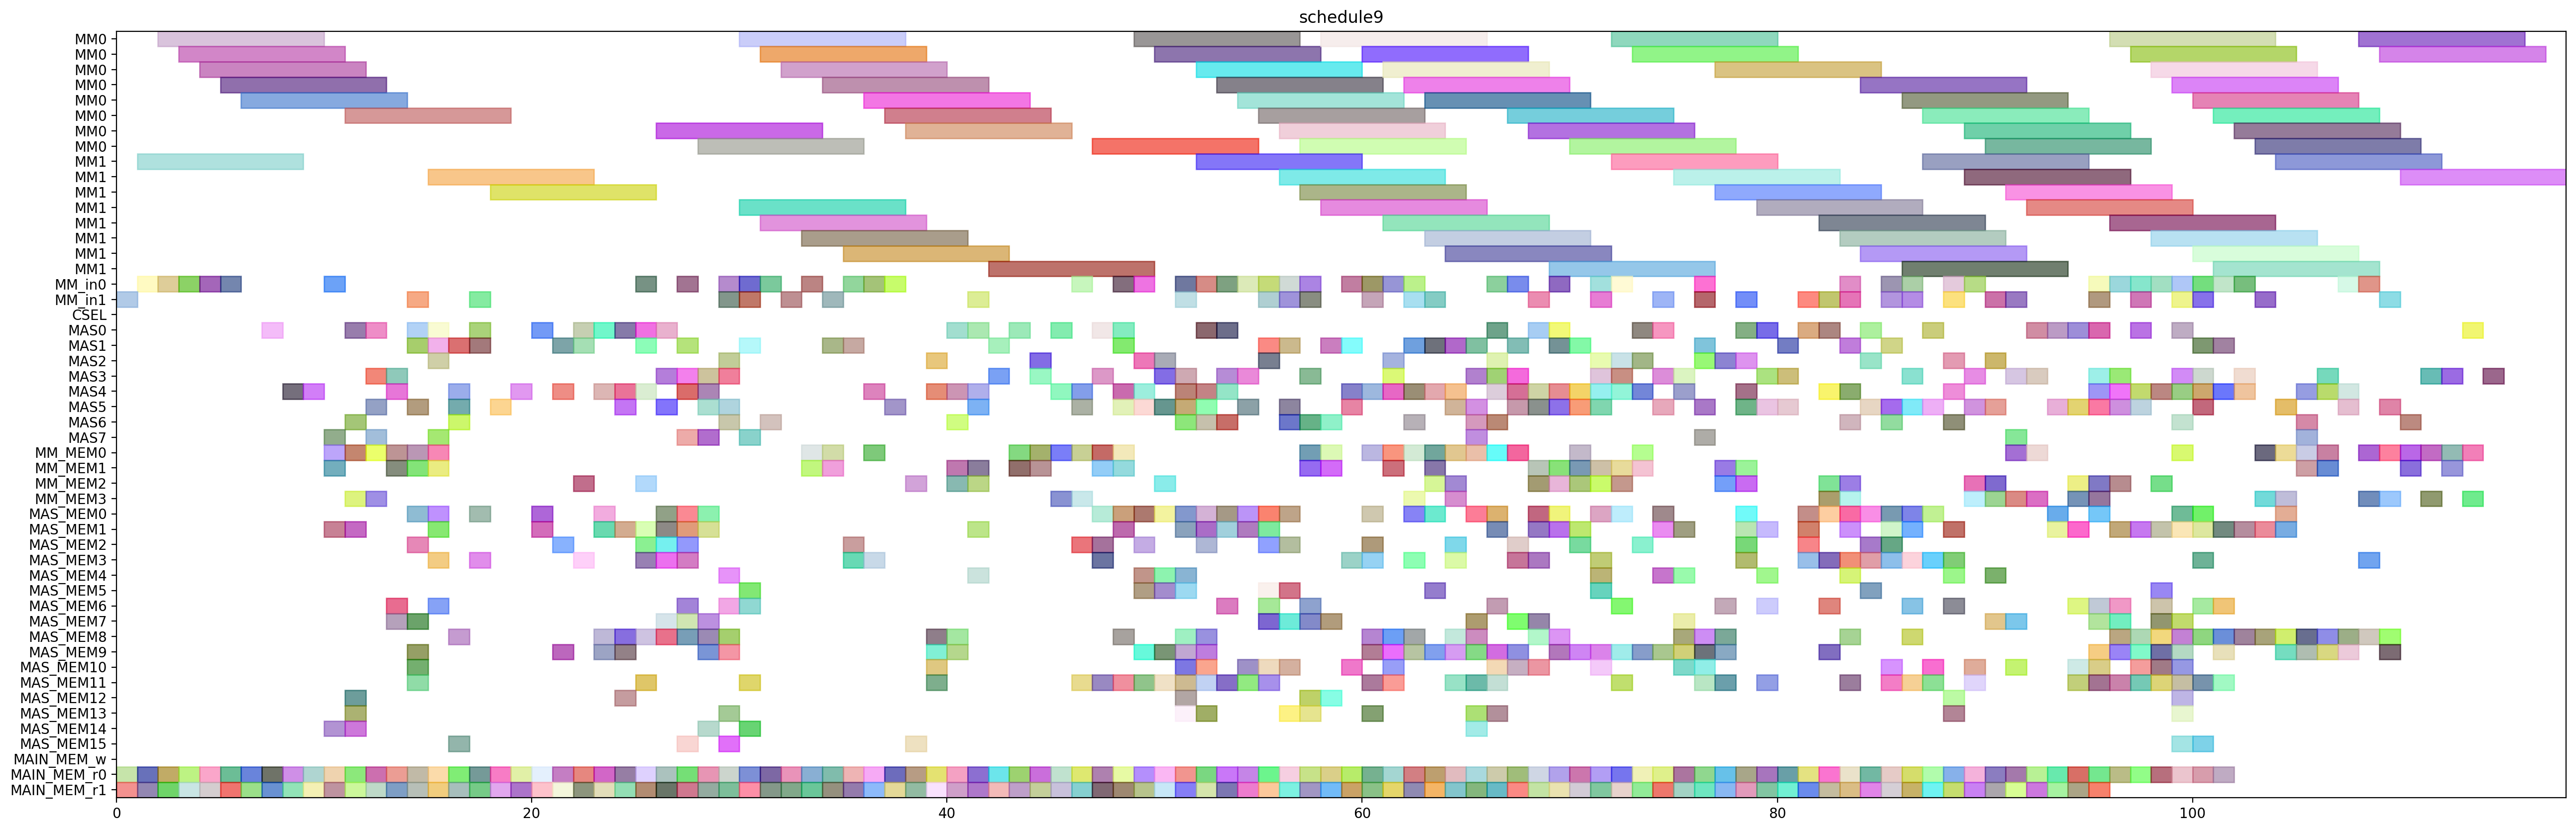 schedule9
MM0
MM0
MM0
MM0
MM0
MM0
MM0
MM0
MM1
MM1
MM1
MM1
MM1
MM1
MM1
MM1
MM_in0
MM_in1
CSEL
MAS0
MAS1
MAS2
MAS3
MAS4
MAS5
MAS6
MAS7
MM_MEM0
MM_MEM1
MM_MEM2
MM_MEM3
MAS_MEM0
MAS_MEM1
MAS_MEM2
MAS_MEM3
MAS_MEM4
MAS_MEM5
MAS_MEM6
MAS_MEM7
MAS_MEM8
MAS_MEM9
MAS_MEM10
MAS_MEM11
MAS_MEM12
MAS_MEM13
MAS_MEM14
MAS_MEM15
MAIN_MEM_w
MAIN_MEM_r0
MAIN_MEM_r1
0 20 40 60 80 100